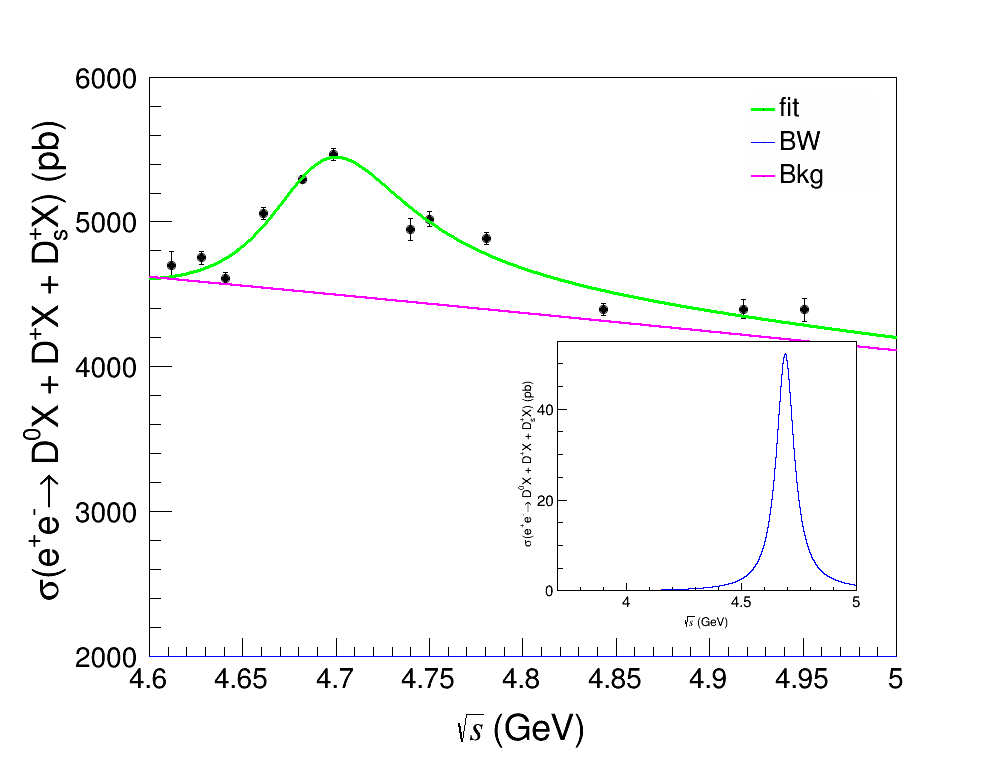 σ(e⁺e⁻→ D⁰X + D⁺X + Dₛ⁺X) (pb)
6000
5000
4000
3000
2000
fit
BW
Bkg
σ(e⁺e⁻→ D⁰X + D⁺X + Dₛ⁺X) (pb)
40
20
0
4
4.5
5
√s (GeV)
4.6
4.65
4.7
4.75
4.8
4.85
4.9
4.95
5
√s (GeV)